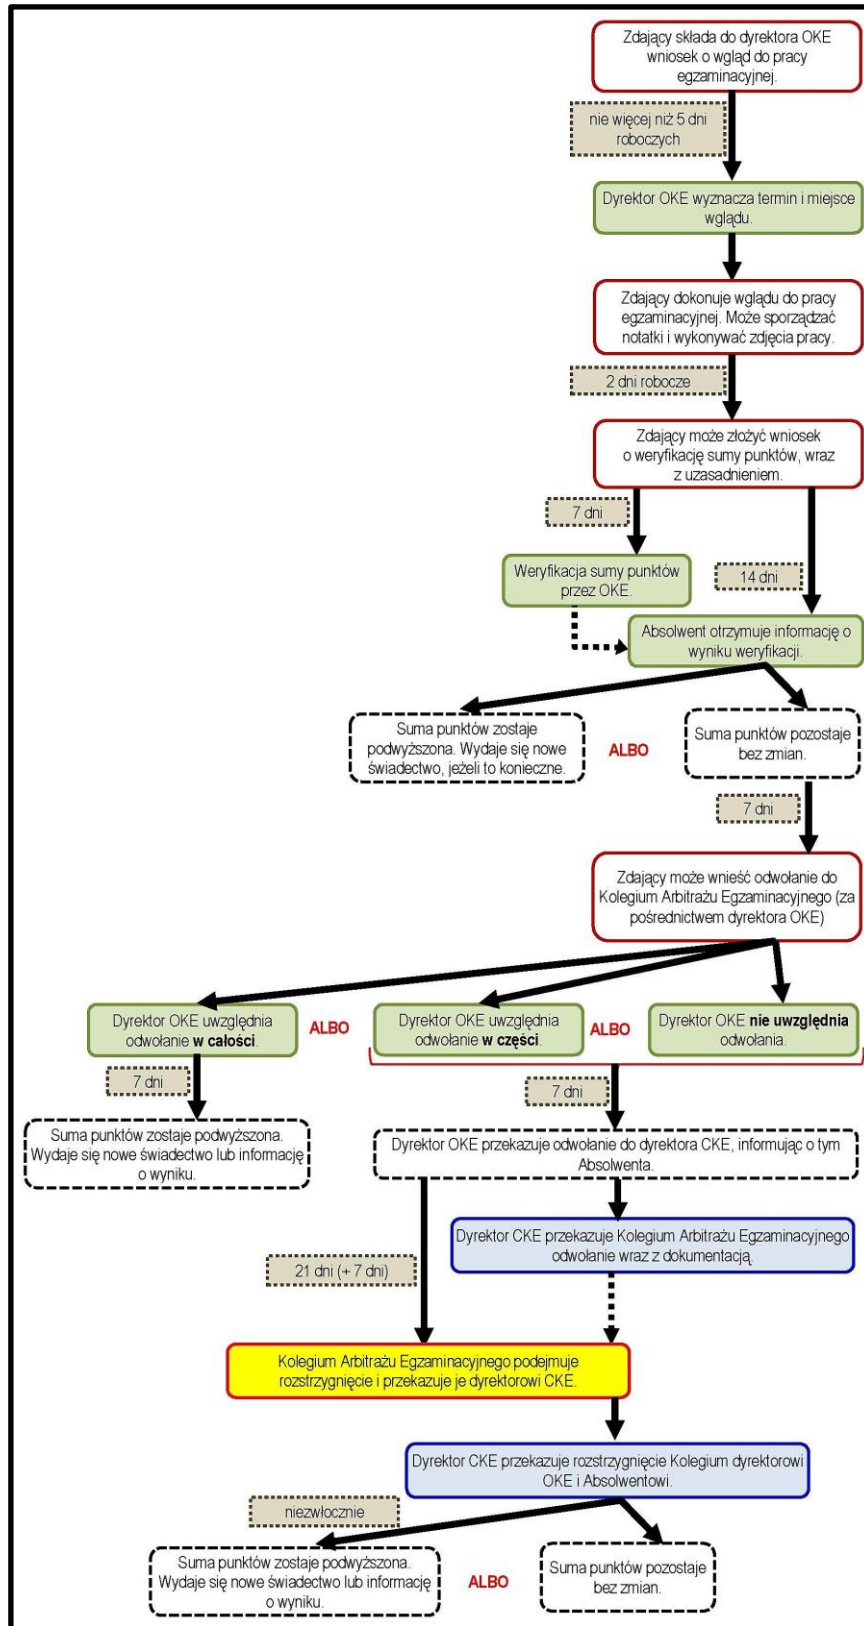 Zdający składa do dyrektora OKE
wniosek o wgląd do pracy
egzaminacyjnej.
nie więcej niż 5 dni
roboczych
Dyrektor OKE wyznacza termin i miejsce
wglądu.
Zdający dokonuje wglądu do pracy
egzaminacyjnej. Może sporządzać
notatki i wykonywać zdjęcia pracy.
2 dni robocze
Zdający może złożyć wniosek
o weryfikację sumy punktów, wraz
z uzasadnieniem.
7 dni
Weryfikacja sumy punktów
przez OKE.
14 dni
Absolwent otrzymuje informację o
wyniku weryfikacji.
Suma punktów zostaje
podwyższona. Wydaje się nowe
świadectwo, jeżeli to konieczne.
ALBO
Suma punktów pozostaje
bez zmian.
7 dni
Zdający może wnieść odwołanie do
Kolegium Arbitrażu Egzaminacyjnego (za
pośrednictwem dyrektora OKE)
Dyrektor OKE uwzględnia
odwołanie w całości.
ALBO
Dyrektor OKE uwzględnia
odwołanie w części.
ALBO
Dyrektor OKE nie uwzględnia
odwołania.
7 dni
Suma punktów zostaje podwyższona.
Wydaje się nowe świadectwo lub informację
o wyniku.
7 dni
Dyrektor OKE przekazuje odwołanie do dyrektora CKE, informując o tym
Absolwenta.
Dyrektor CKE przekazuje Kolegium Arbitrażu Egzaminacyjnego
odwołanie wraz z dokumentacją.
21 dni (+ 7 dni)
Kolegium Arbitrażu Egzaminacyjnego podejmuje
rozstrzygnięcie i przekazuje je dyrektorowi CKE.
Dyrektor CKE przekazuje rozstrzygnięcie Kolegium dyrektorowi
OKE i Absolwentowi.
niezwłocznie
Suma punktów zostaje podwyższona.
Wydaje się nowe świadectwo lub informację
o wyniku.
ALBO
Suma punktów pozostaje
bez zmian.